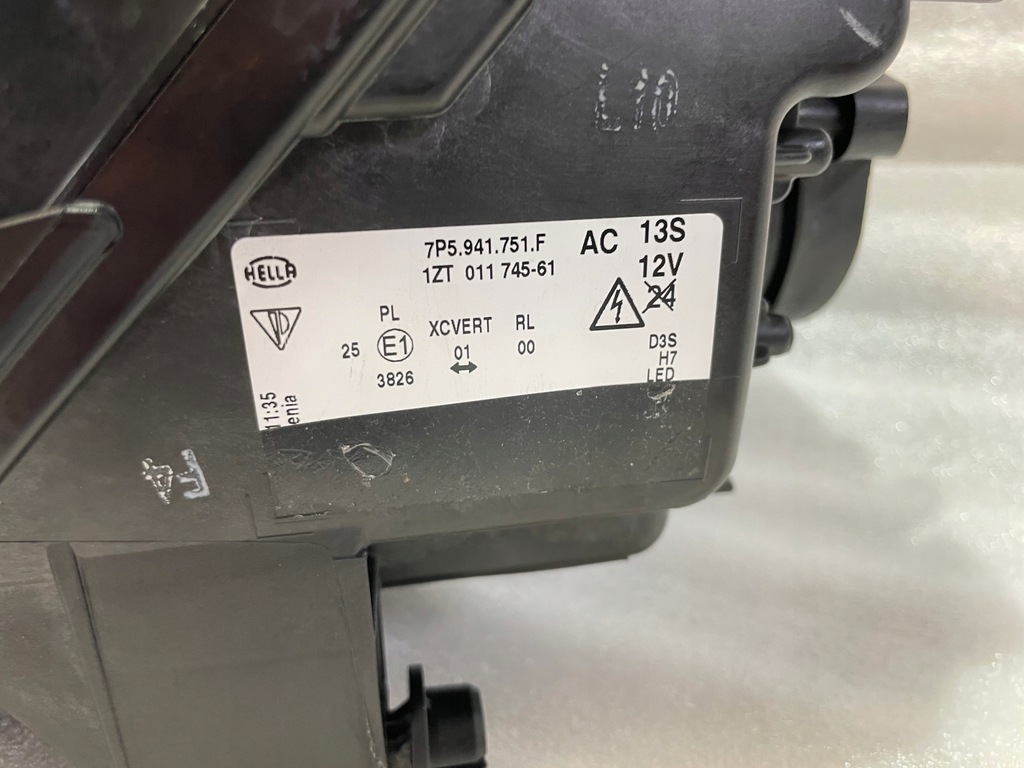 7P5.941.751.F
1ZT 011 745-61
AC
13S
12V
24
HELLA
PL
XCVERT
RL
25
E1
01
00
3826
D3S
H7
LED
11:35
enia